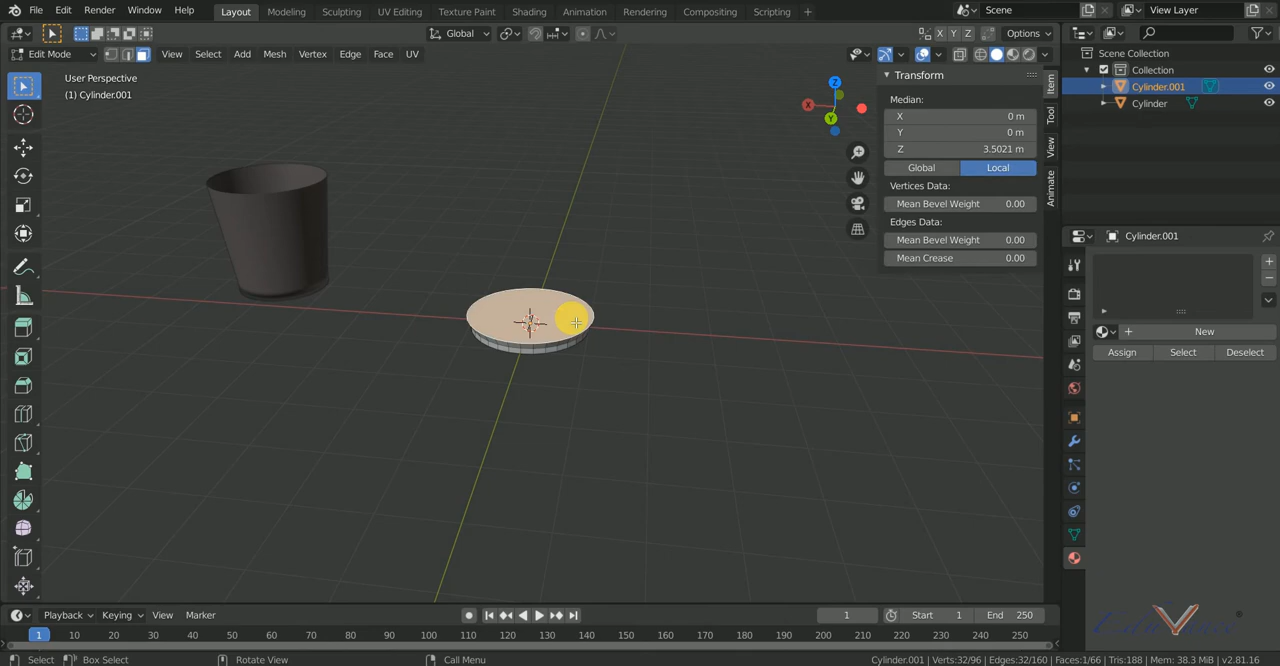 File Edit Render Window Help Layout Modeling Sculpting UV Editing Texture Paint Shading Animation Rendering Compositing Scripting + Scene View Layer
Global X Y Z Options
Edit Mode View Select Add Mesh Vertex Edge Face UV
User Perspective
(1) Cylinder.001
Z
X
Y
Transform
Median:
X 0 m
Y 0 m
Z 3.5021 m
Global Local
Vertices Data:
Mean Bevel Weight 0.00
Edges Data:
Mean Bevel Weight 0.00
Mean Crease 0.00
Item
Tool
View
Animate
Scene Collection
Collection
Cylinder.001
Cylinder
Cylinder.001
+ New
Assign Select Deselect
Playback Keying View Marker 1 Start 1 End 250
1 10 20 30 40 50 60 70 80 90 100 110 120 130 140 150 160 170 180 190 200 210 220 230 240 250
Select Box Select Rotate View Call Menu Cylinder.001 | Verts:32/96 | Edges:32/160 | Faces:1/66 | Tris:188 | Mem: 38.3 MiB | v2.81.16